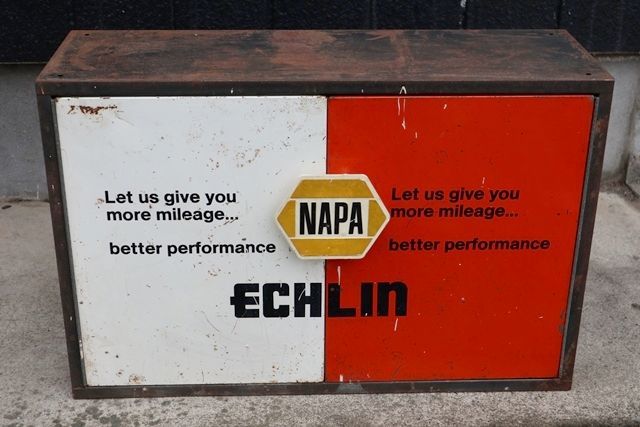 Let us give you
more mileage...
better performance
NAPA
Let us give you
more mileage...
better performance
ECHLIN